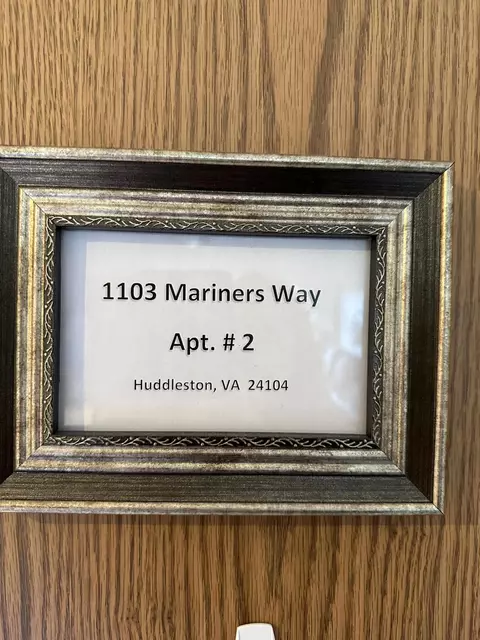 1103 Mariners Way
Apt. # 2
Huddleston, VA  24104